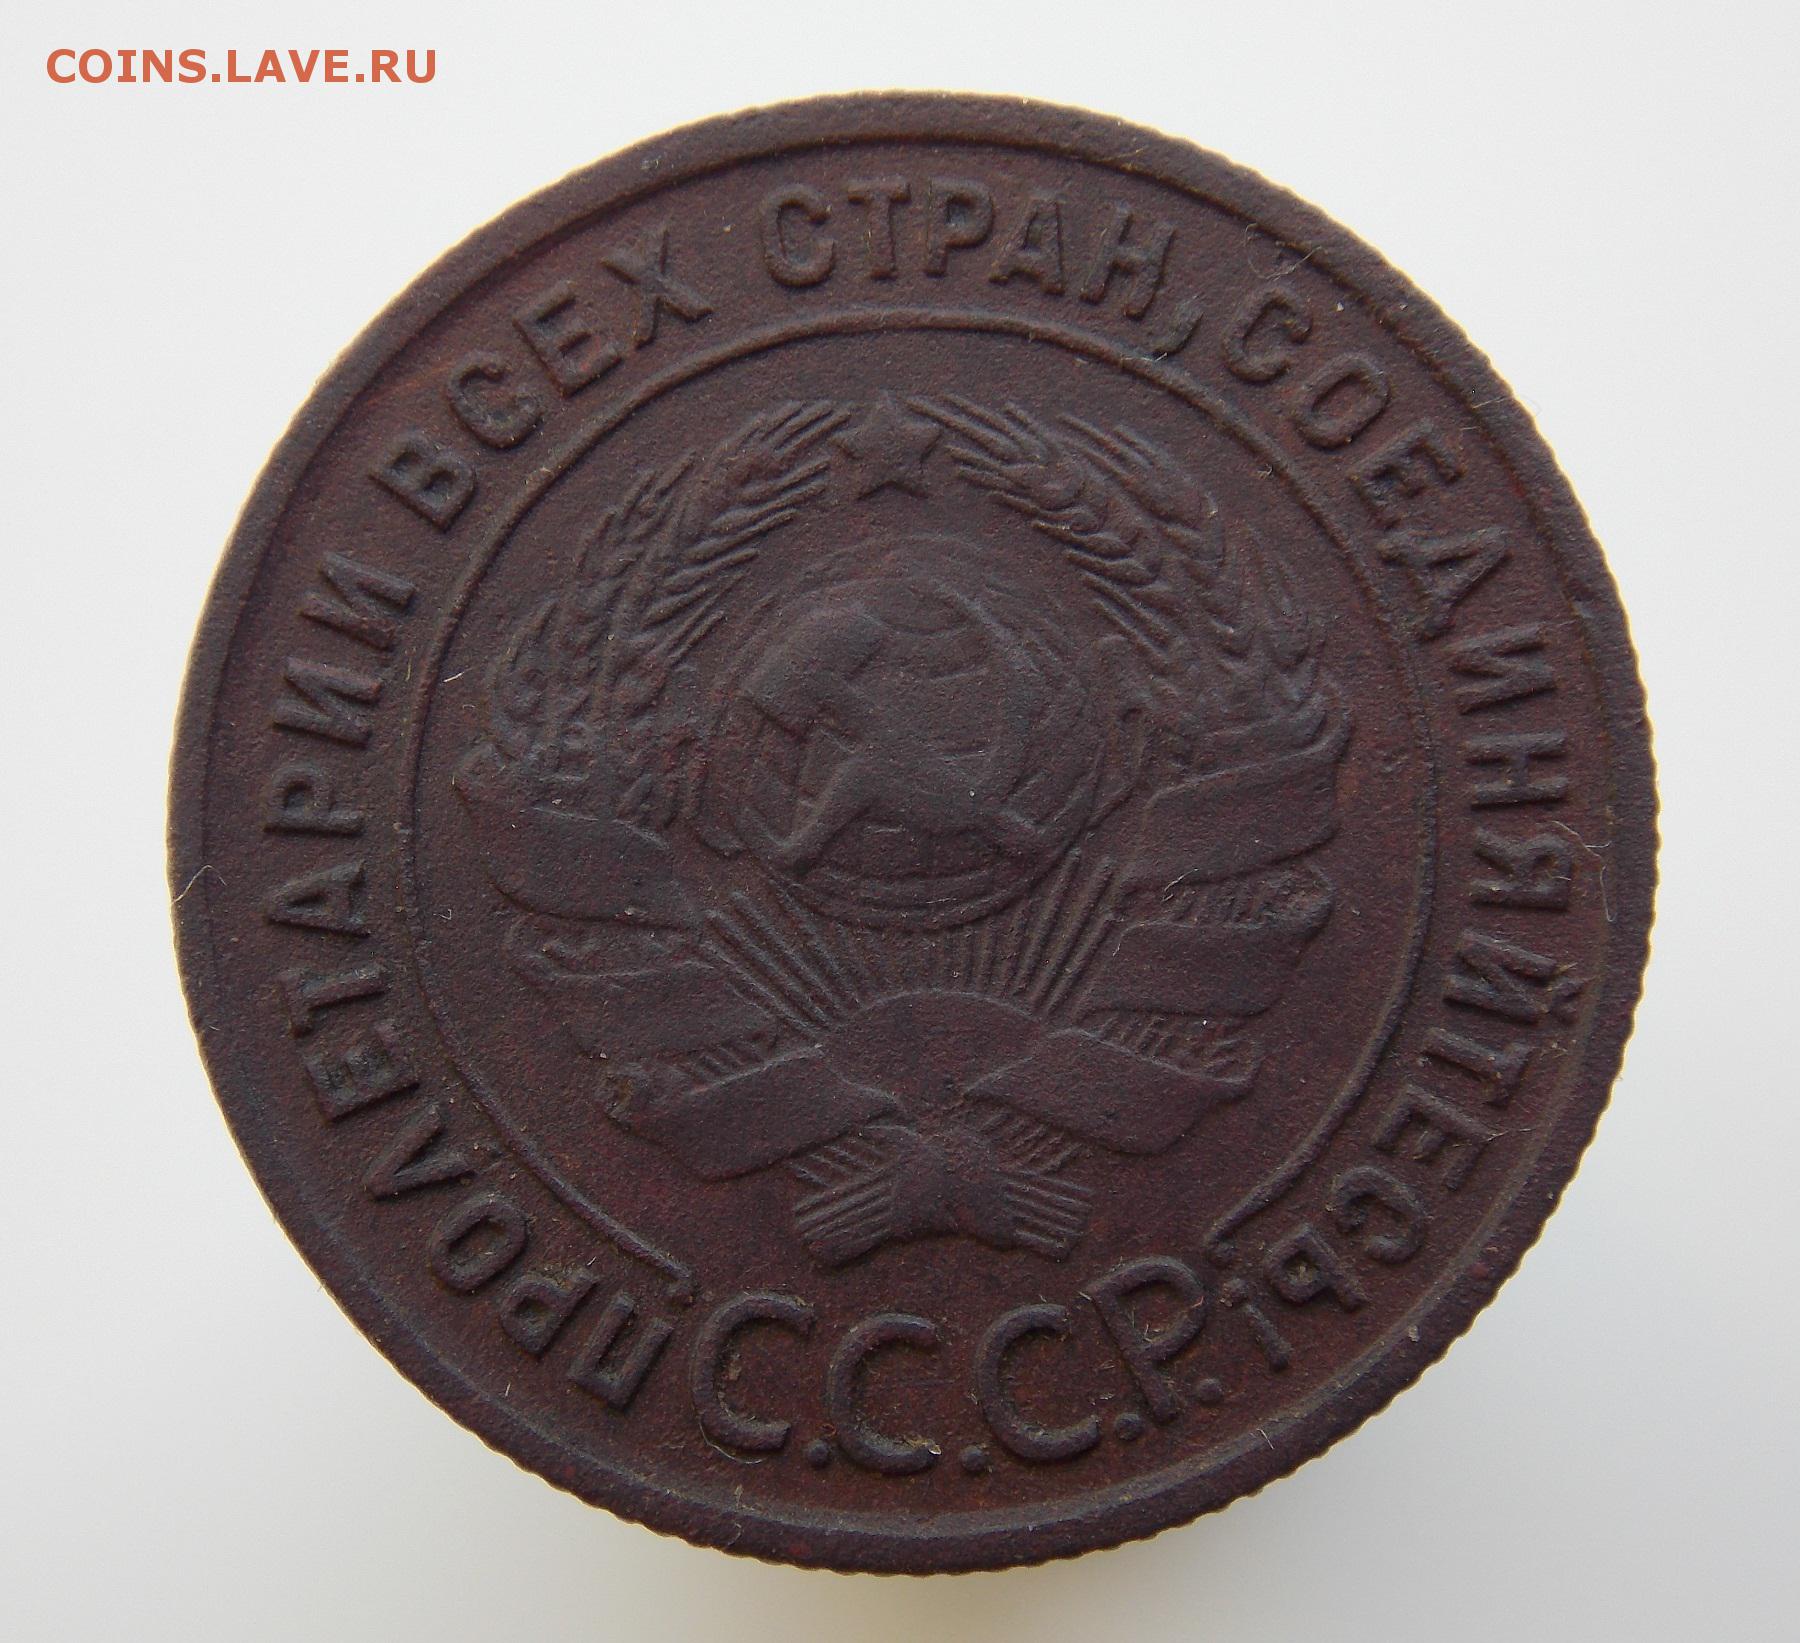 COINS.LAVE.RU
ПРОЛЕТАРИИ ВСЕХ СТРАН, СОЕДИНЯЙТЕСЬ!
С.С.С.Р.